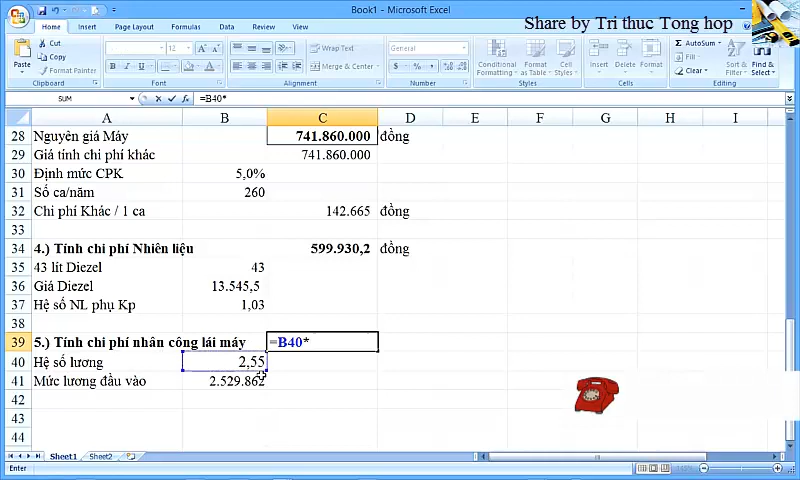 Book1 - Microsoft Excel
Share by Tri thuc Tong hop
Home Insert Page Layout Formulas Data Review View
Cut
Copy
Format Painter
Paste
Clipboard
12
Font
Wrap Text
Merge & Center
Alignment
General
Number
Conditional Formatting
Format as Table
Cell Styles
Styles
Insert Delete Format
Cells
AutoSum
Fill
Clear
Sort & Filter
Find & Select
Editing
SUM =B40*
A B C D E F G H I
28 Nguyên giá Máy 741.860.000 đồng
29 Giá tính chi phí khác 741.860.000
30 Định mức CPK 5,0%
31 Số ca/năm 260
32 Chi phí Khác / 1 ca 142.665 đồng
33
34 4.) Tính chi phí Nhiên liệu 599.930,2 đồng
35 43 lít Diezel 43
36 Giá Diezel 13.545,5
37 Hệ số NL phụ Kp 1,03
38
39 5.) Tính chi phí nhân công lái máy =B40*
40 Hệ số lương 2,55
41 Mức lương đầu vào 2.529.862
42
43
44
Sheet1 Sheet2
Enter